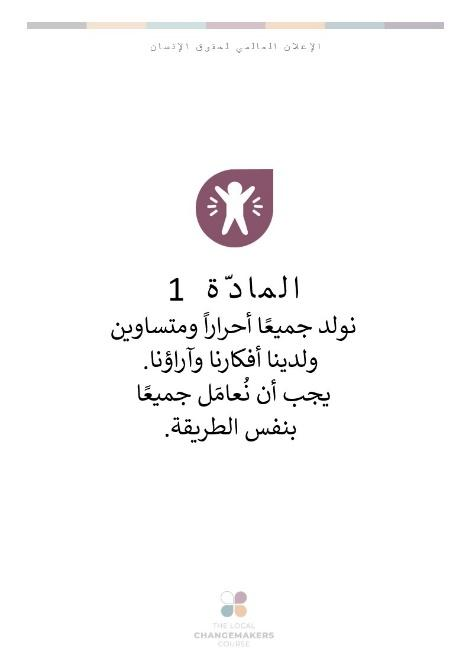 الإعلان العالمي لحقوق الإنسان
المادّة 1
نولد جميعًا أحراراً ومتساوين
ولدينا أفكارنا وآراؤنا.
يجب أن نُعامَل جميعًا
بنفس الطريقة.
THE LOCAL
CHANGEMAKERS
COURSE